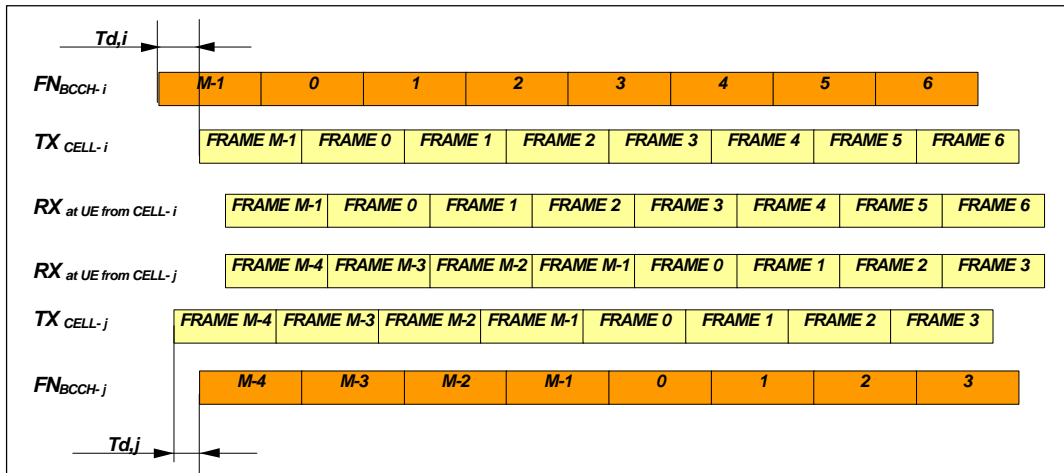 Td,i
FNBCCH- i M-1 0 1 2 3 4 5 6
TX CELL- i FRAME M-1 FRAME 0 FRAME 1 FRAME 2 FRAME 3 FRAME 4 FRAME 5 FRAME 6
RX at UE from CELL- i FRAME M-1 FRAME 0 FRAME 1 FRAME 2 FRAME 3 FRAME 4 FRAME 5 FRAME 6
RX at UE from CELL- j FRAME M-4 FRAME M-3 FRAME M-2 FRAME M-1 FRAME 0 FRAME 1 FRAME 2 FRAME 3
TX CELL- j FRAME M-4 FRAME M-3 FRAME M-2 FRAME M-1 FRAME 0 FRAME 1 FRAME 2 FRAME 3
FNBCCH- j M-4 M-3 M-2 M-1 0 1 2 3
Td,j